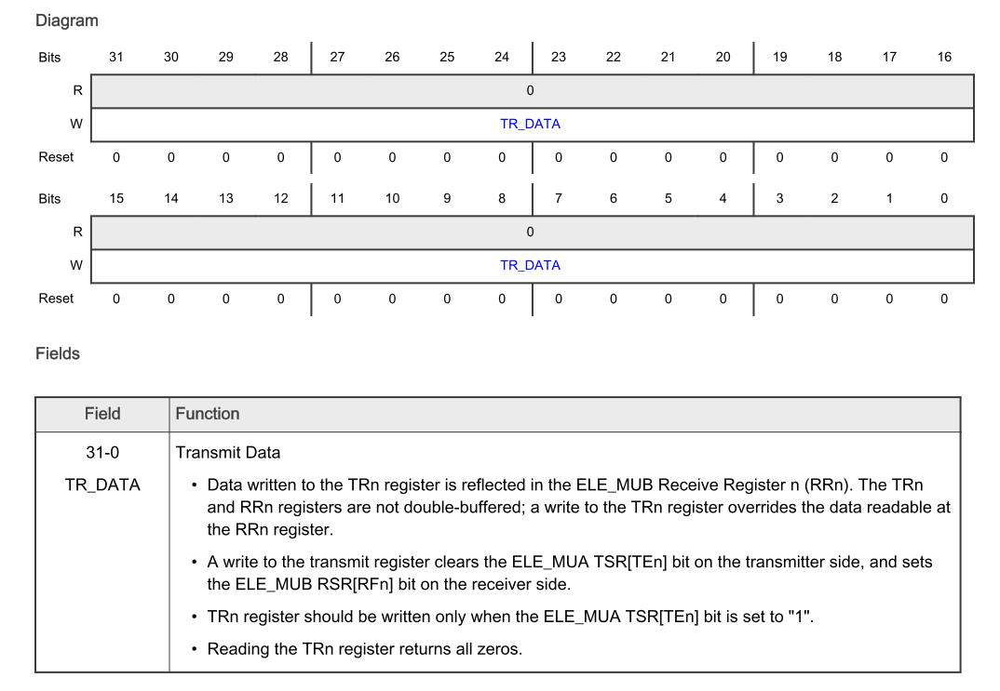 Diagram
Bits 31 30 29 28 27 26 25 24 23 22 21 20 19 18 17 16
R 0
W TR_DATA
Reset 0 0 0 0 0 0 0 0 0 0 0 0 0 0 0 0
Bits 15 14 13 12 11 10 9 8 7 6 5 4 3 2 1 0
R 0
W TR_DATA
Reset 0 0 0 0 0 0 0 0 0 0 0 0 0 0 0 0
Fields
Field Function
31-0 Transmit Data
TR_DATA • Data written to the TRn register is reflected in the ELE_MUB Receive Register n (RRn). The TRn
and RRn registers are not double-buffered; a write to the TRn register overrides the data readable at
the RRn register.
• A write to the transmit register clears the ELE_MUA TSR[TEn] bit on the transmitter side, and sets
the ELE_MUB RSR[RFn] bit on the receiver side.
• TRn register should be written only when the ELE_MUA TSR[TEn] bit is set to "1".
• Reading the TRn register returns all zeros.